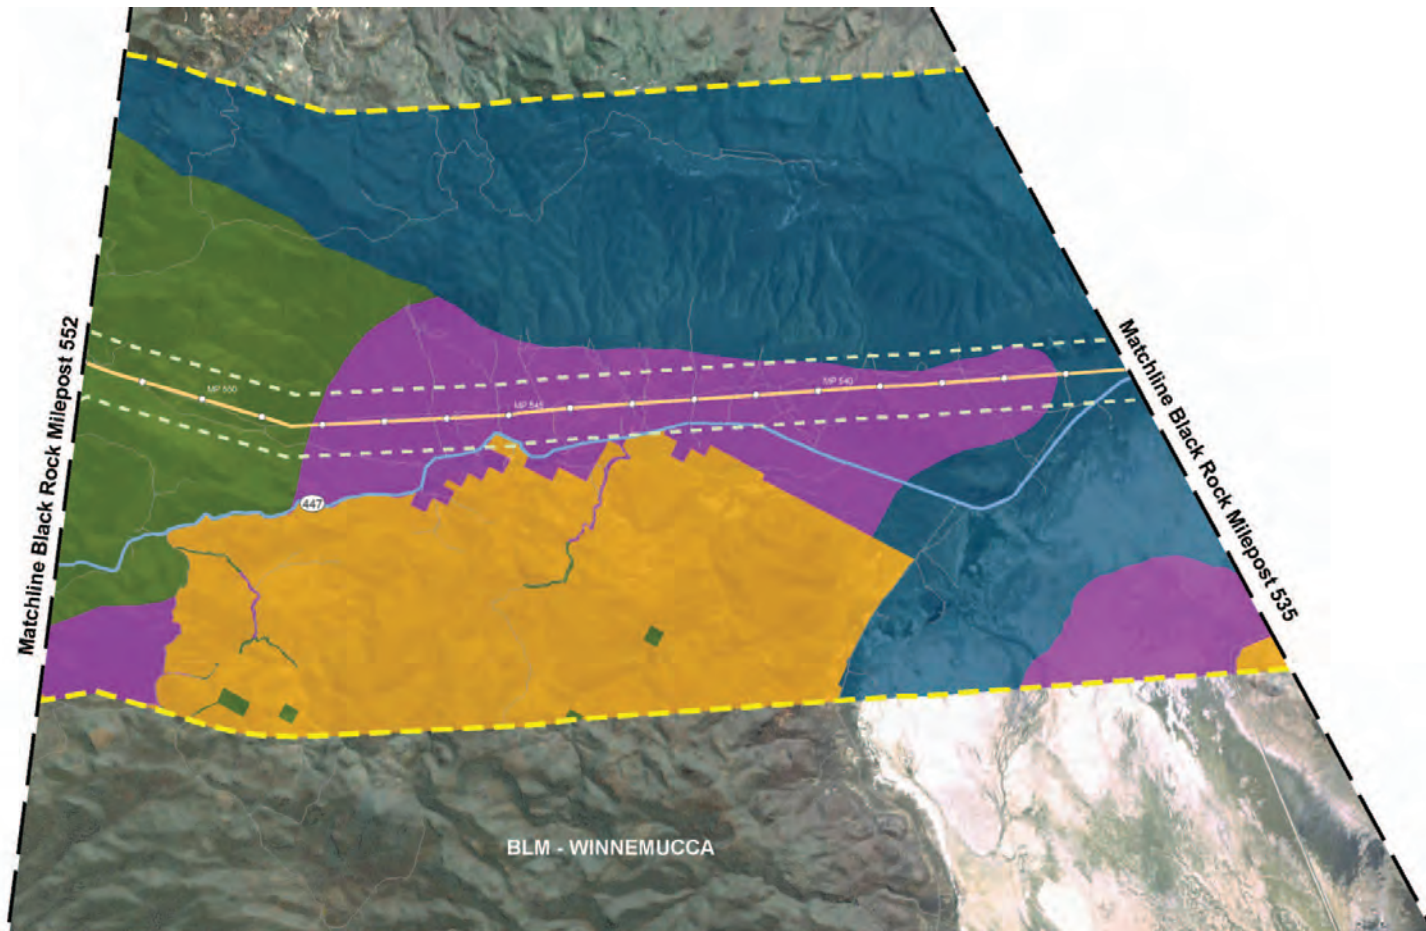 Matchline Black Rock Milepost 552
Matchline Black Rock Milepost 535
MP 550
MP 545
MP 540
447
BLM - WINNEMUCCA